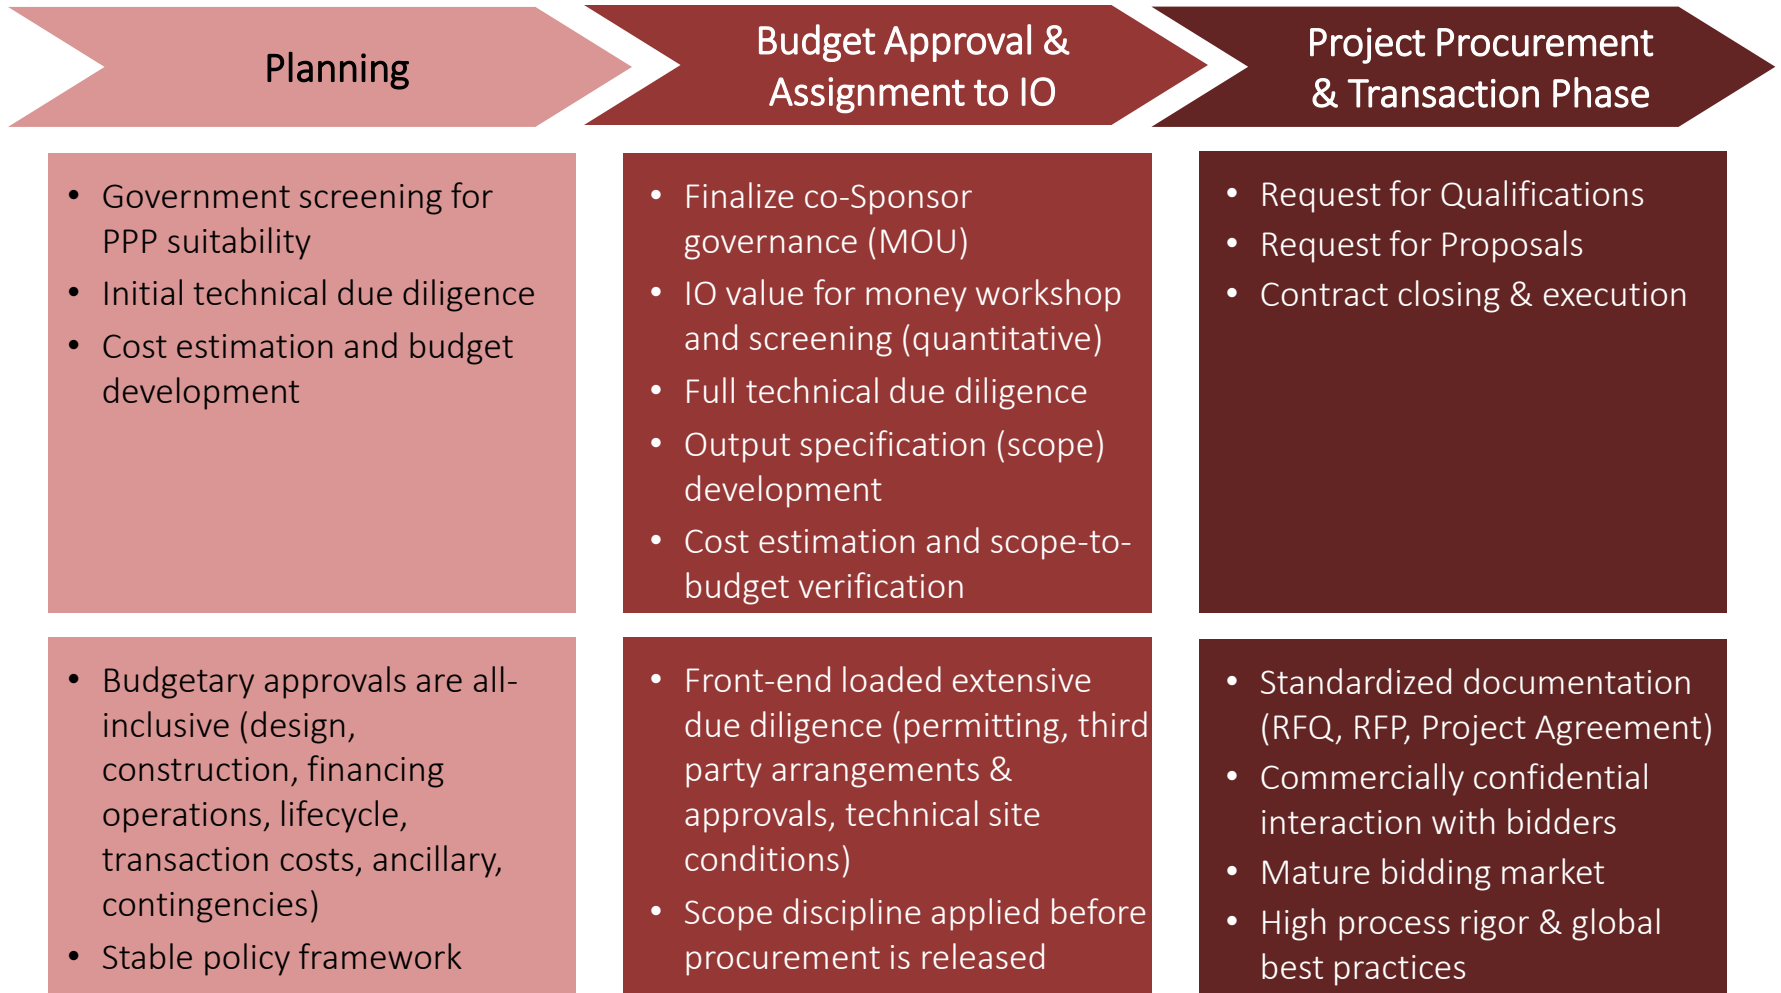 Planning
Budget Approval &
Assignment to IO
Project Procurement
& Transaction Phase
• Government screening for
PPP suitability
• Initial technical due diligence
• Cost estimation and budget
development
• Finalize co-Sponsor
governance (MOU)
• IO value for money workshop
and screening (quantitative)
• Full technical due diligence
• Output specification (scope)
development
• Cost estimation and scope-to-
budget verification
• Request for Qualifications
• Request for Proposals
• Contract closing & execution
• Budgetary approvals are all-
inclusive (design,
construction, financing
operations, lifecycle,
transaction costs, ancillary,
contingencies)
• Stable policy framework
• Front-end loaded extensive
due diligence (permitting, third
party arrangements &
approvals, technical site
conditions)
• Scope discipline applied before
procurement is released
• Standardized documentation
(RFQ, RFP, Project Agreement)
• Commercially confidential
interaction with bidders
• Mature bidding market
• High process rigor & global
best practices